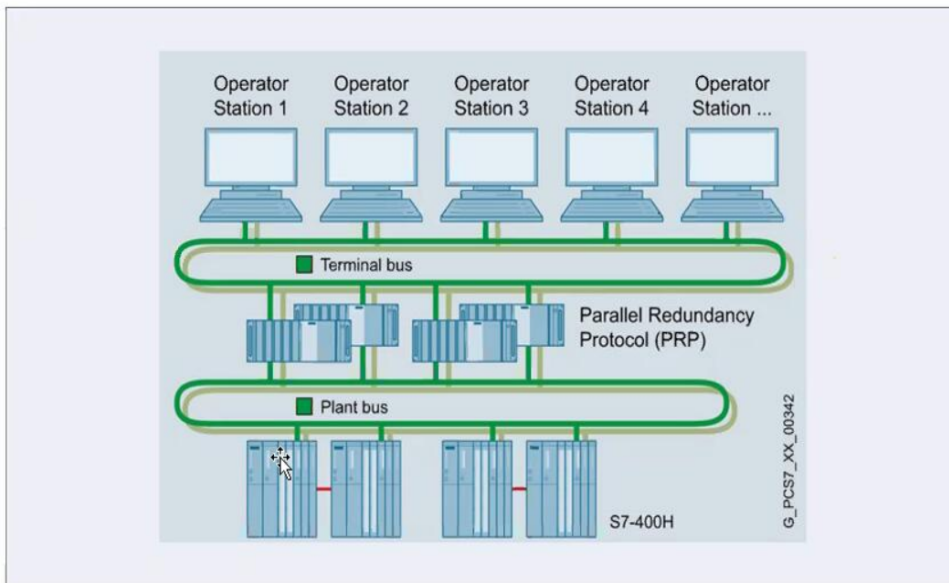 Operator
Station 1
Operator
Station 2
Operator
Station 3
Operator
Station 4
Operator
Station ...
Terminal bus
Parallel Redundancy
Protocol (PRP)
Plant bus
S7-400H
G_PCS7_XX_00342